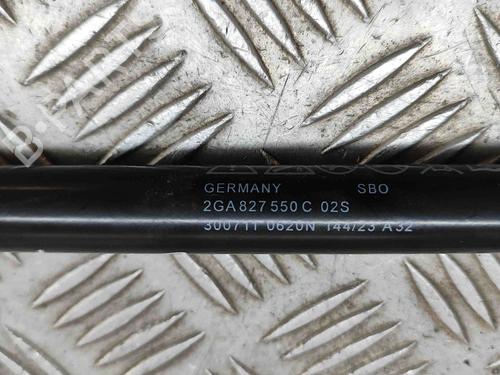 GERMANY SBO
2GA 827 550 C 02S
300711 0620N 144/23 A32